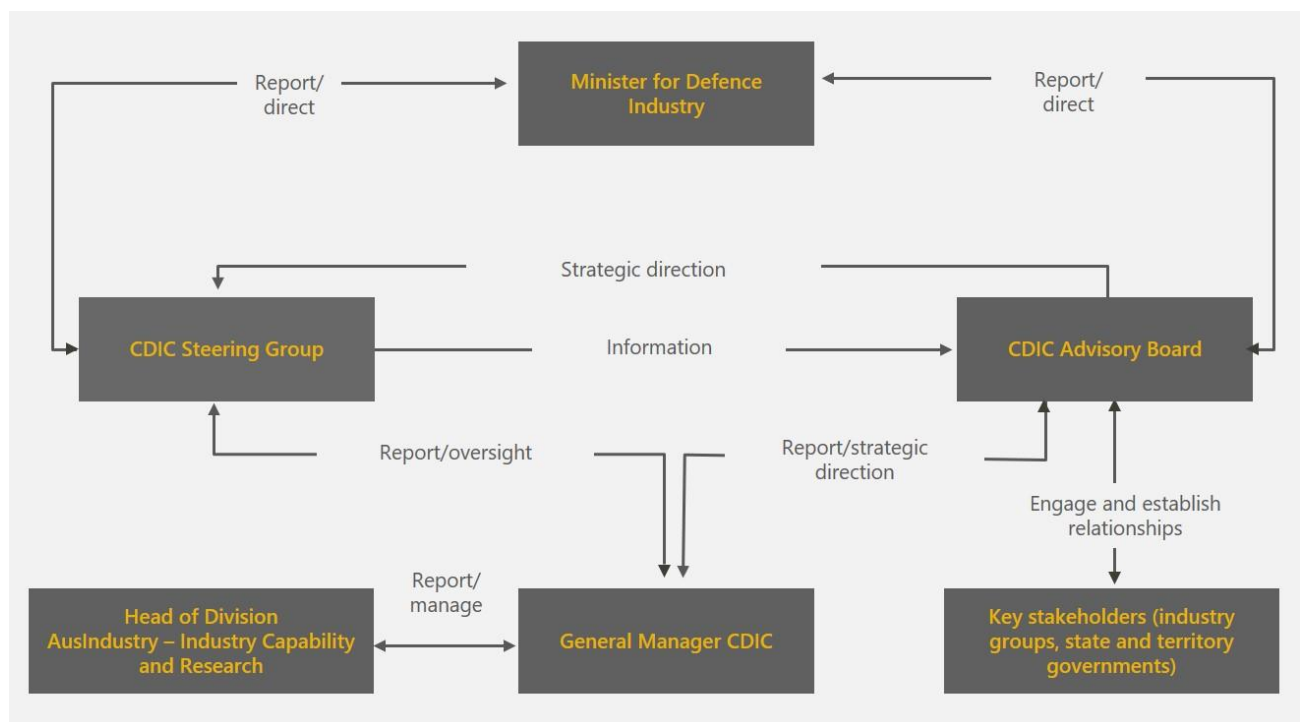 Report/
direct
Minister for Defence
Industry
Report/
direct
Strategic direction
CDIC Steering Group
Information
CDIC Advisory Board
Report/oversight
Report/strategic
direction
Engage and establish
relationships
Report/
manage
Head of Division
AusIndustry – Industry Capability
and Research
General Manager CDIC
Key stakeholders (industry
groups, state and territory
governments)